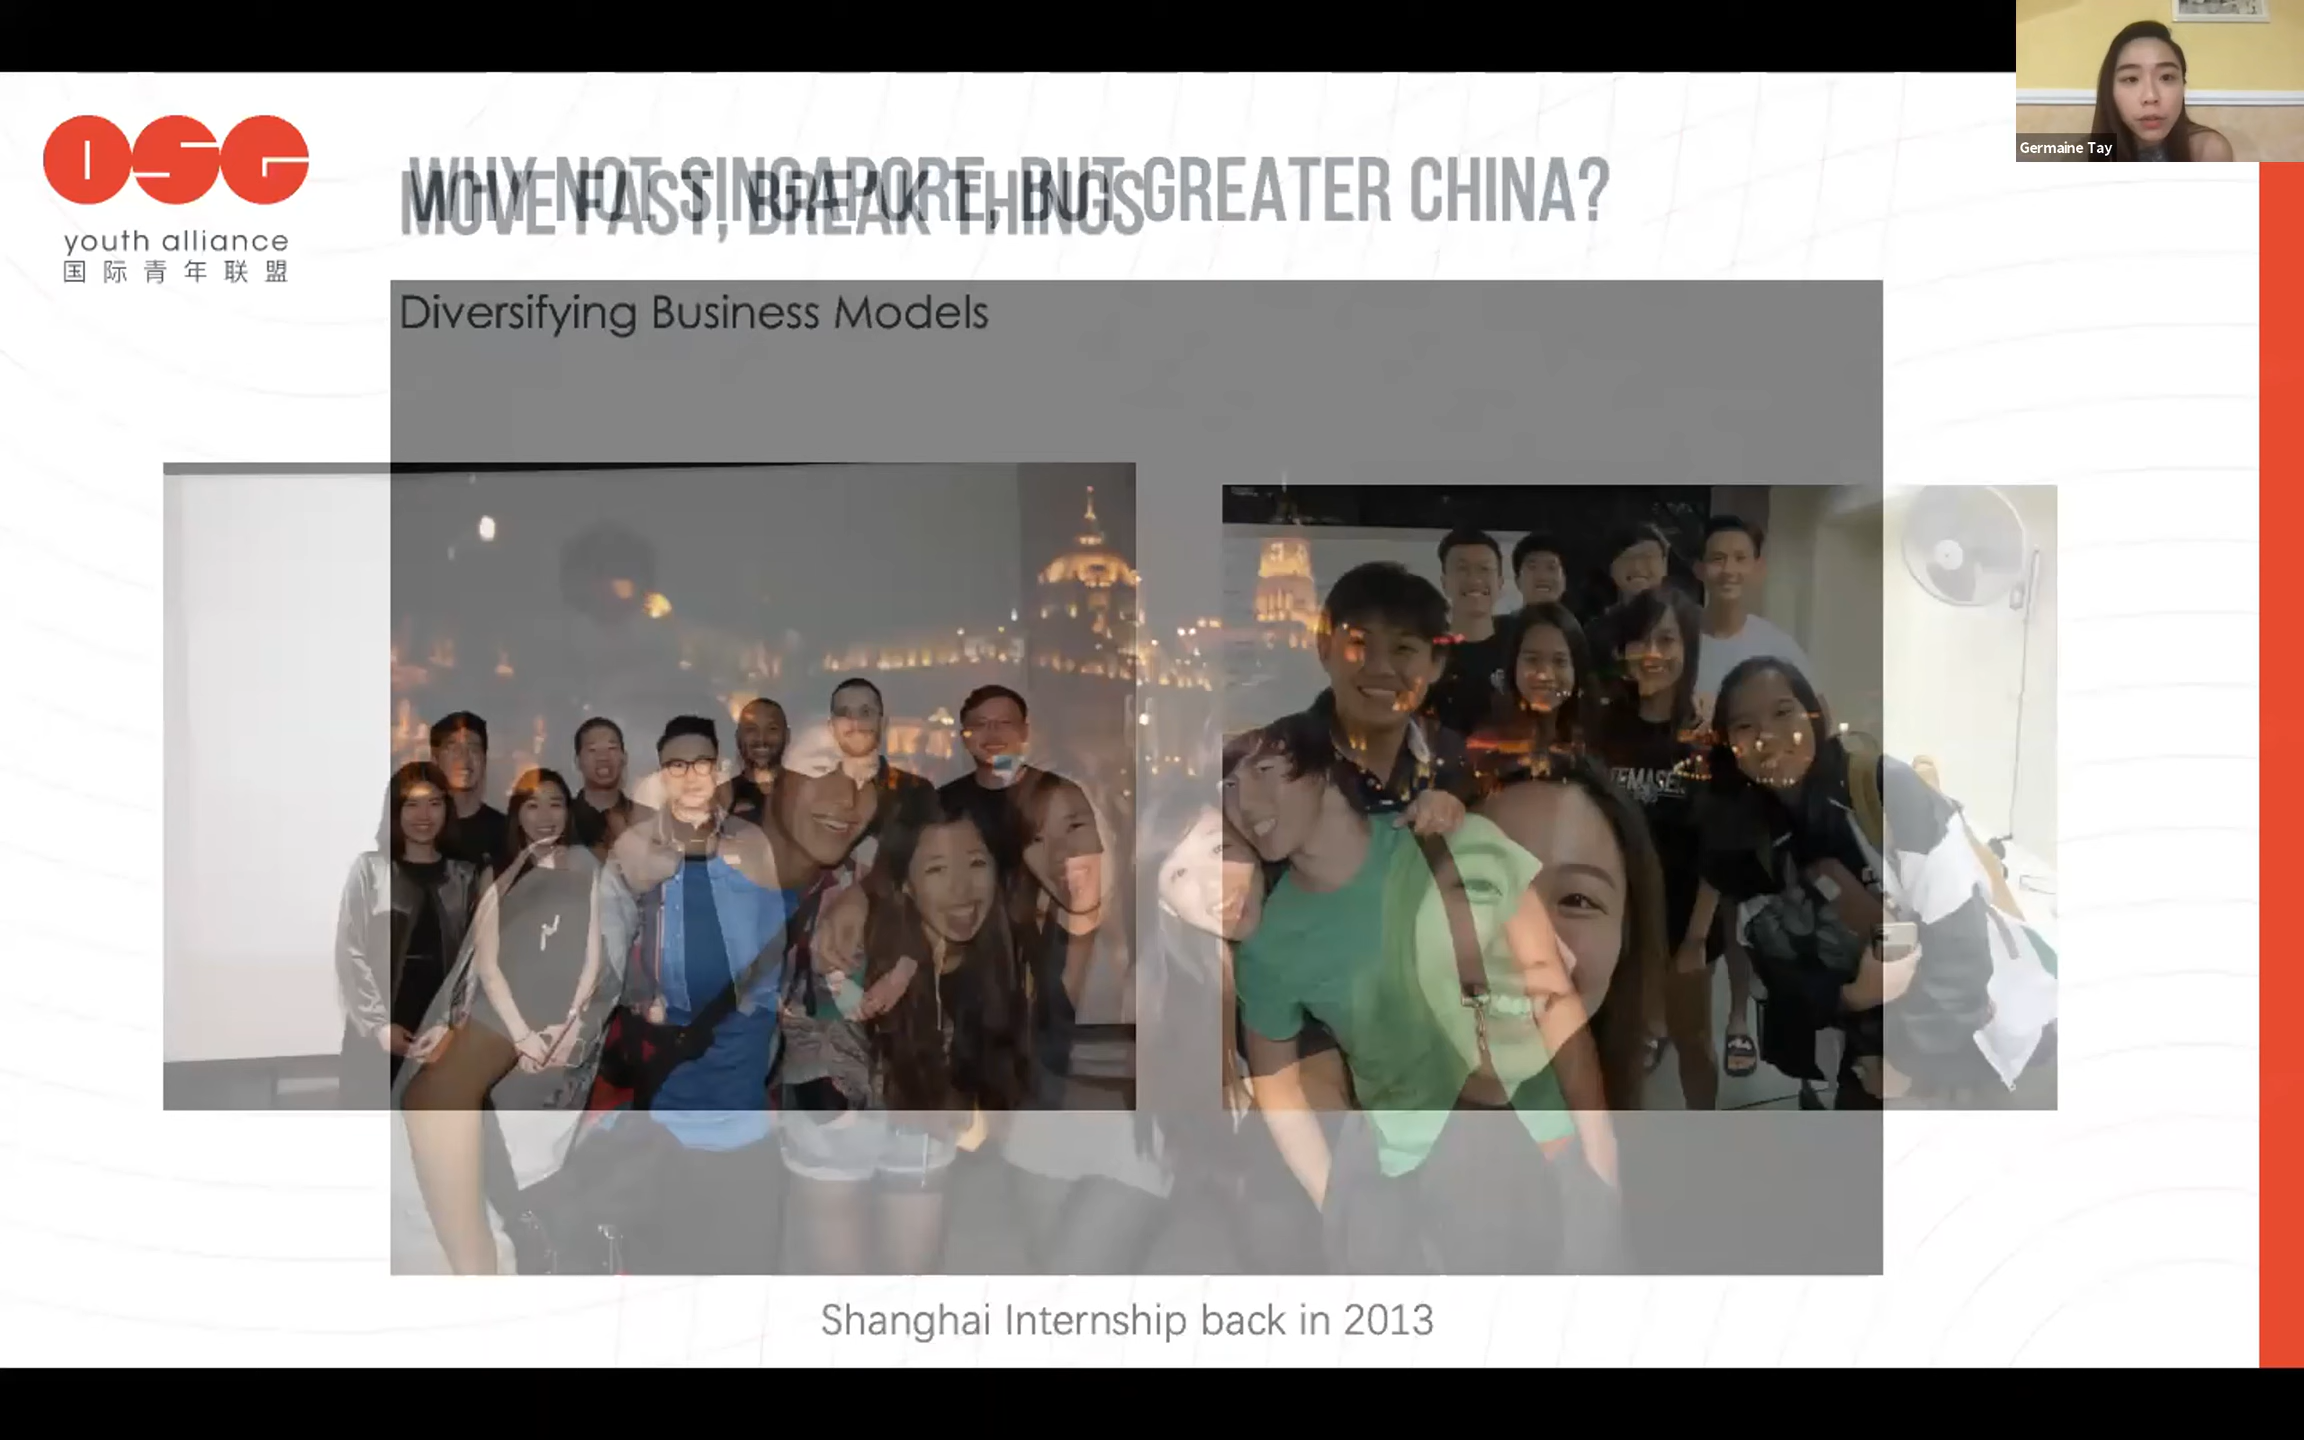 OSG
youth alliance
国际青年联盟
Germaine Tay
WHY NOT SINGAPORE, BUT GREATER CHINA?
MOVE FAST, BREAK THINGS
Diversifying Business Models
TEMASEK
Shanghai Internship back in 2013